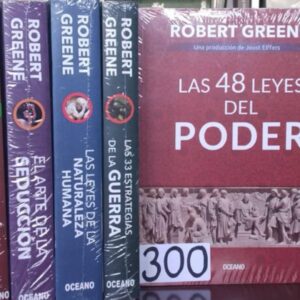 ROBERT
GREENE
EL ARTE DE LA
SEDUCCIÓN
OCEANO
ROBERT
GREENE
LAS LEYES DE LA
NATURALEZA
HUMANA
OCEANO
ROBERT
GREENE
LAS 33 ESTRATEGIAS
DE LA GUERRA
OCEANO
ROBERT GREEN
Una producción de Joost Elffers
LAS 48 LEYES
DEL
PODER
300
OCEANO